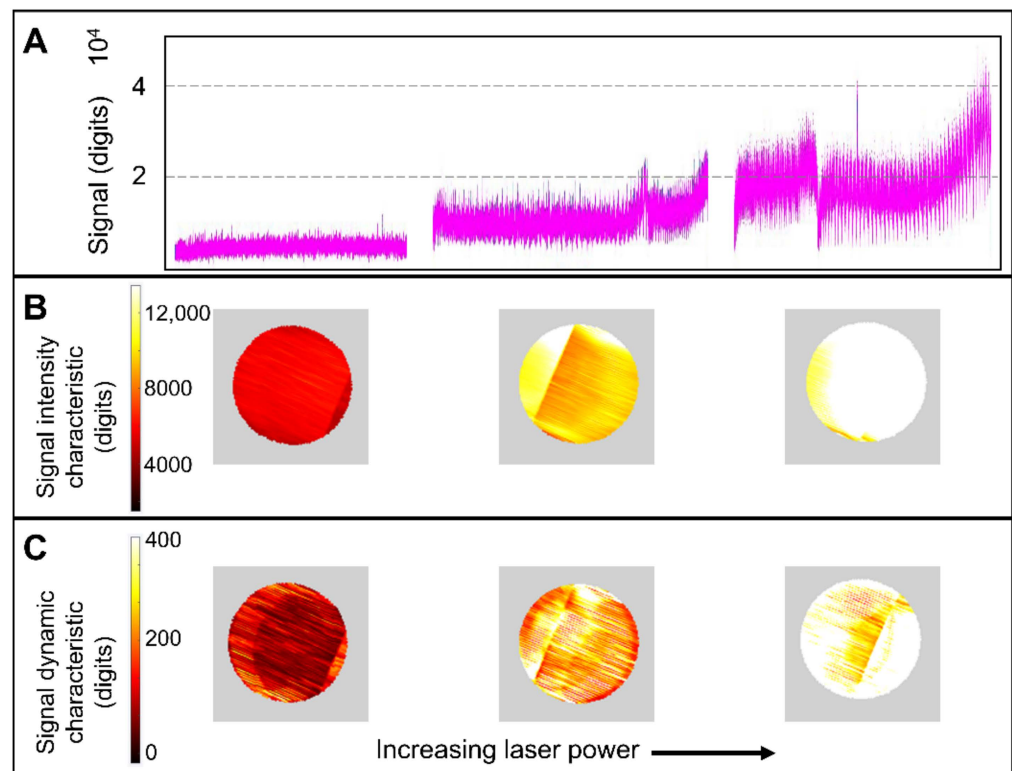 A
10⁴
Signal (digits)
4
2
B
Signal intensity
characteristic
(digits)
12,000
8000
4000
C
Signal dynamic
characteristic
(digits)
400
200
0
Increasing laser power